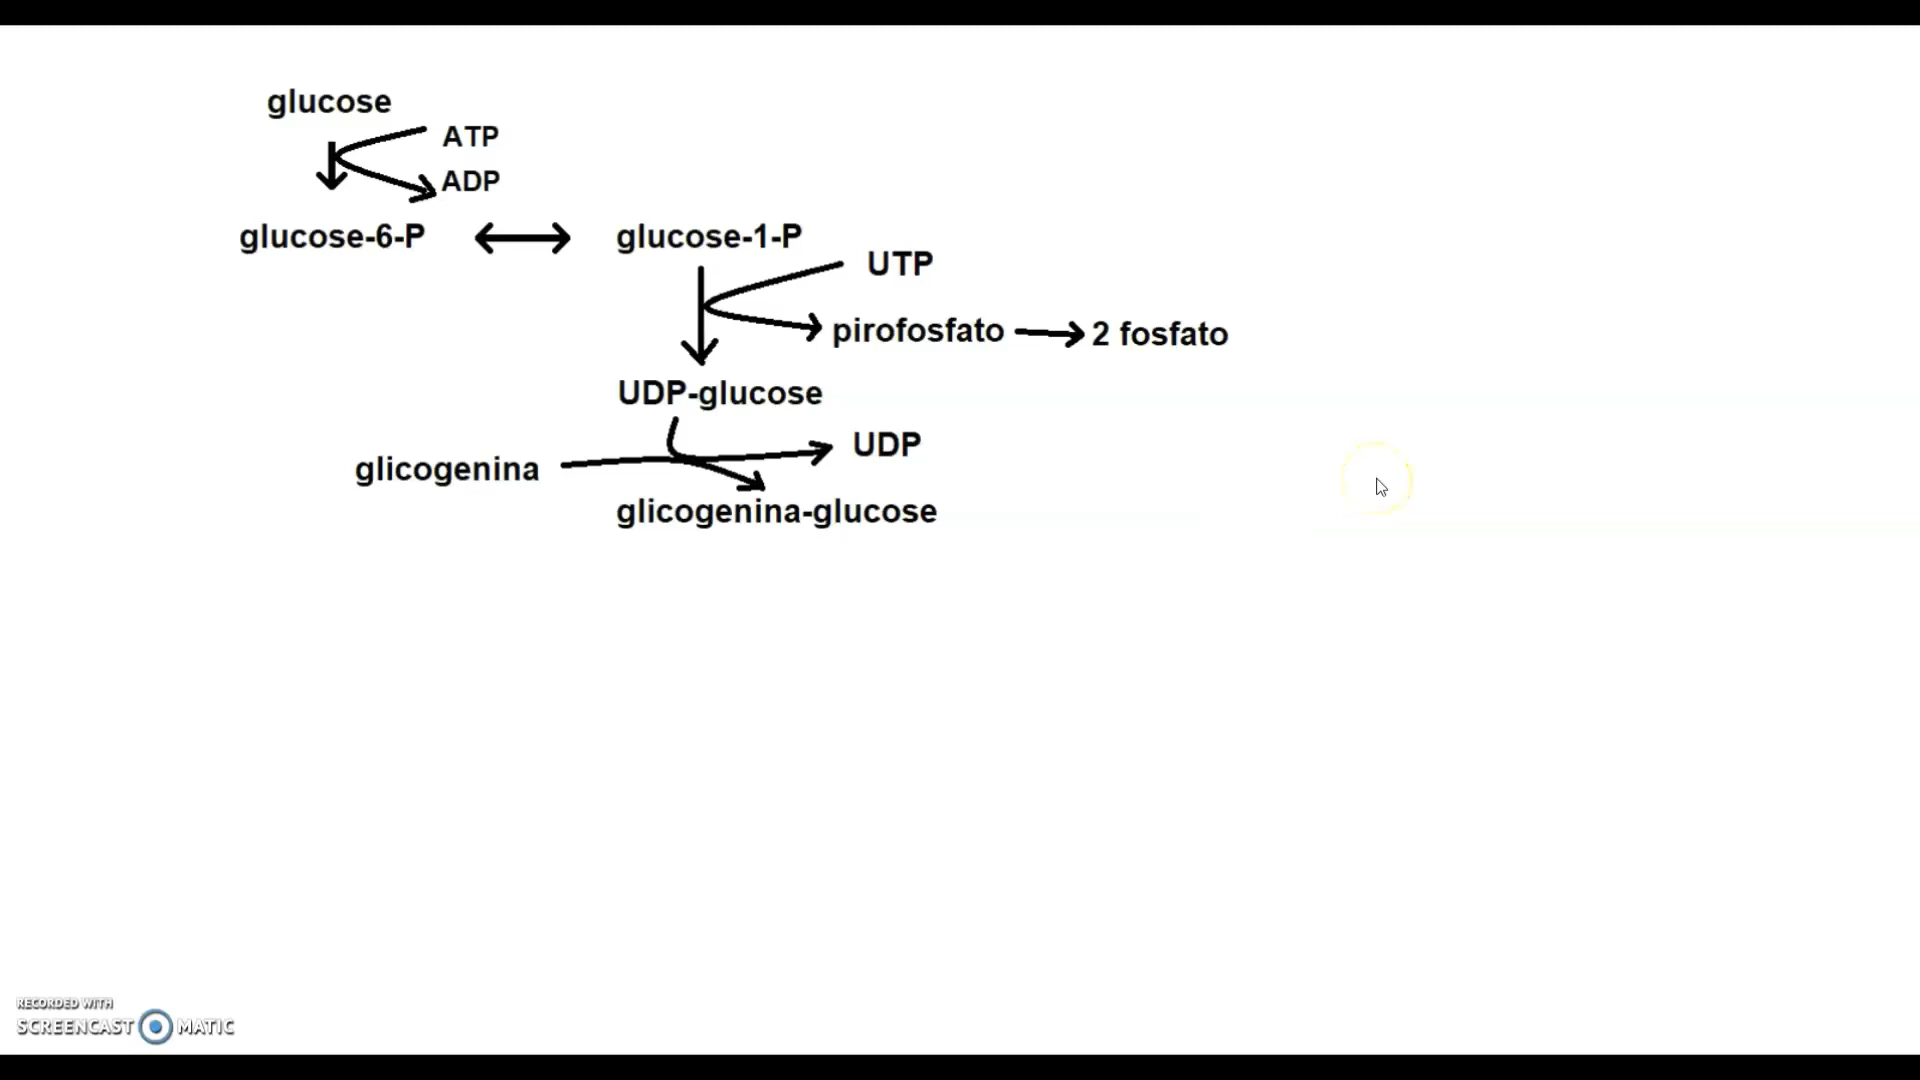 glucose
ATP
ADP
glucose-6-P
glucose-1-P
UTP
pirofosfato
2 fosfato
UDP-glucose
UDP
glicogenina
glicogenina-glucose
RECORDED WITH
SCREENCAST MATIC